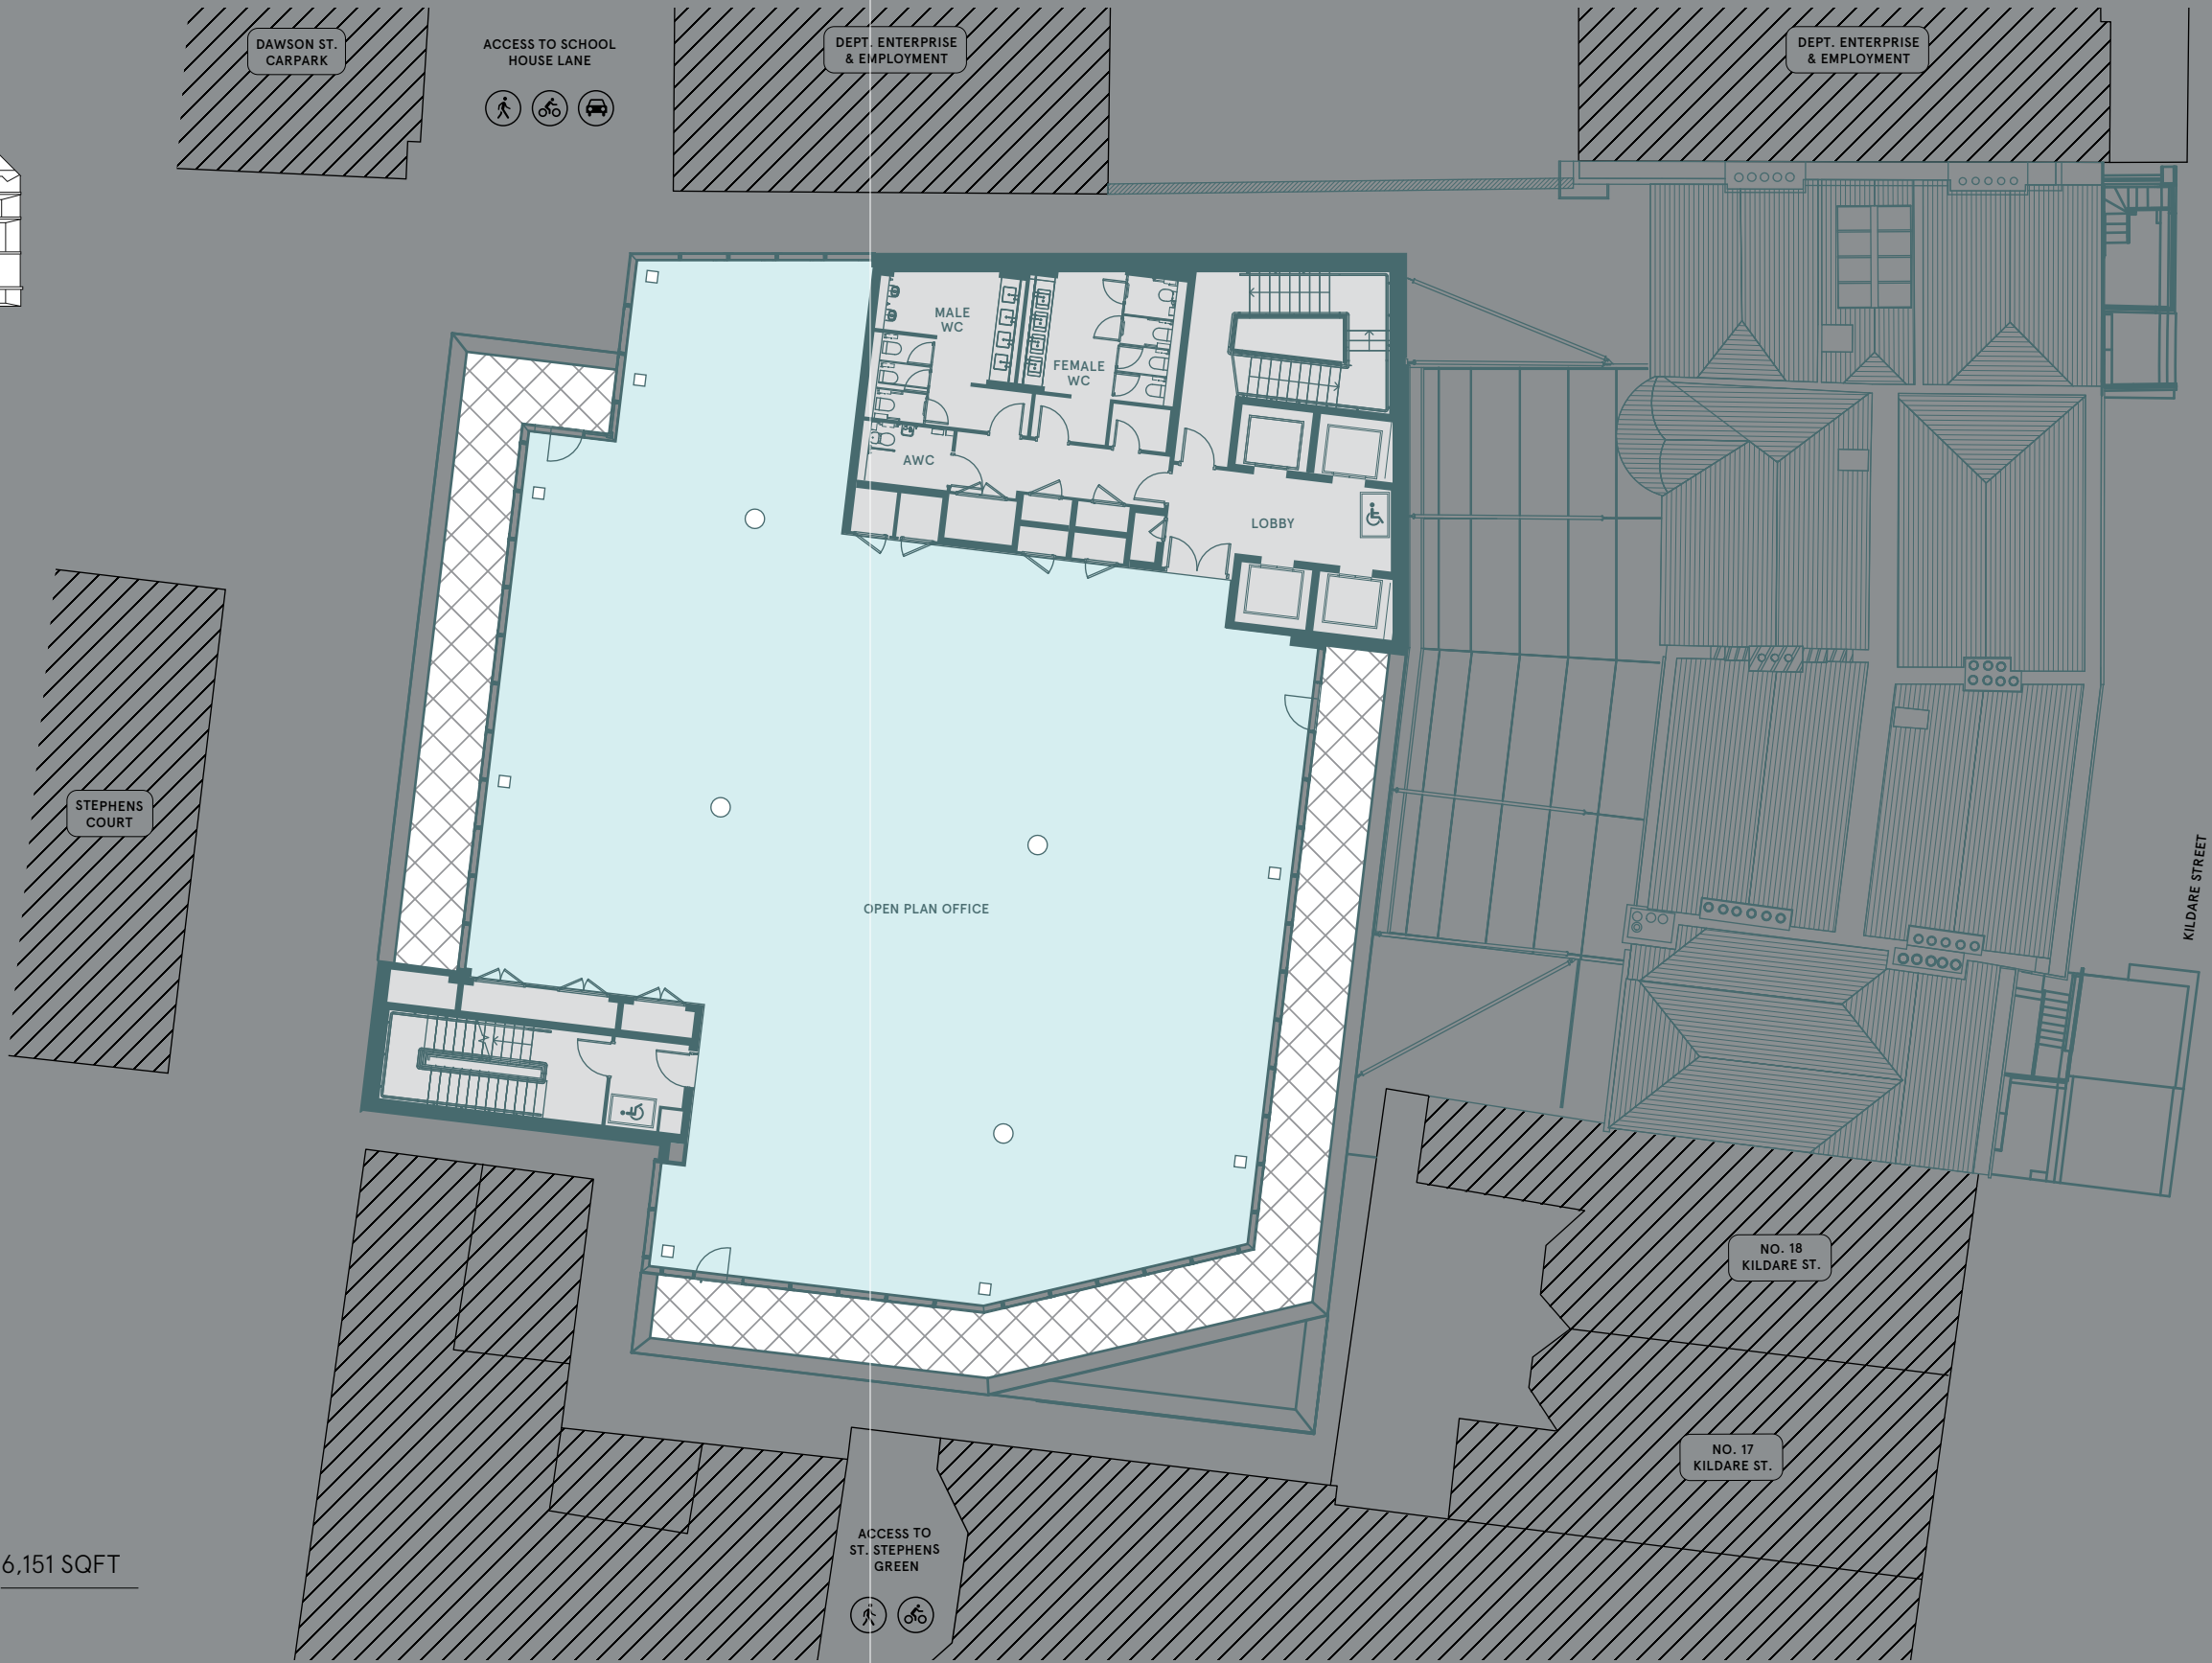 DAWSON ST.
CARPARK
ACCESS TO SCHOOL
HOUSE LANE
DEPT. ENTERPRISE
& EMPLOYMENT
DEPT. ENTERPRISE
& EMPLOYMENT
MALE
WC
FEMALE
WC
AWC
LOBBY
STEPHENS
COURT
OPEN PLAN OFFICE
KILDARE STREET
NO. 18
KILDARE ST.
NO. 17
KILDARE ST.
ACCESS TO
ST. STEPHENS
GREEN
6,151 SQFT